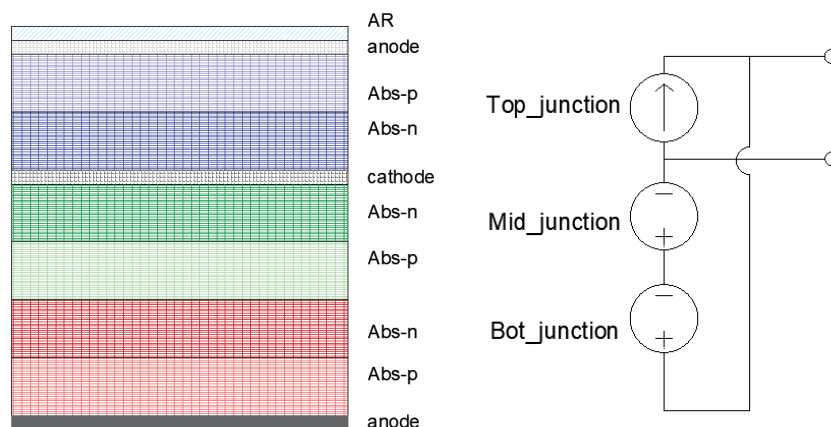 AR
anode
Abs-p
Abs-n
cathode
Abs-n
Abs-p
Abs-n
Abs-p
anode
Top_junction
Mid_junction
Bot_junction